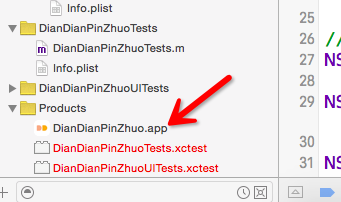 Info.plist
DianDianPinZhuoTests
DianDianPinZhuoTests.m
Info.plist
DianDianPinZhuoUITests
Products
DianDianPinZhuo.app
DianDianPinZhuoTests.xctest
DianDianPinZhuoUITests.xctest
25
26 //
27 NS
28
29 NS
30
31 NS